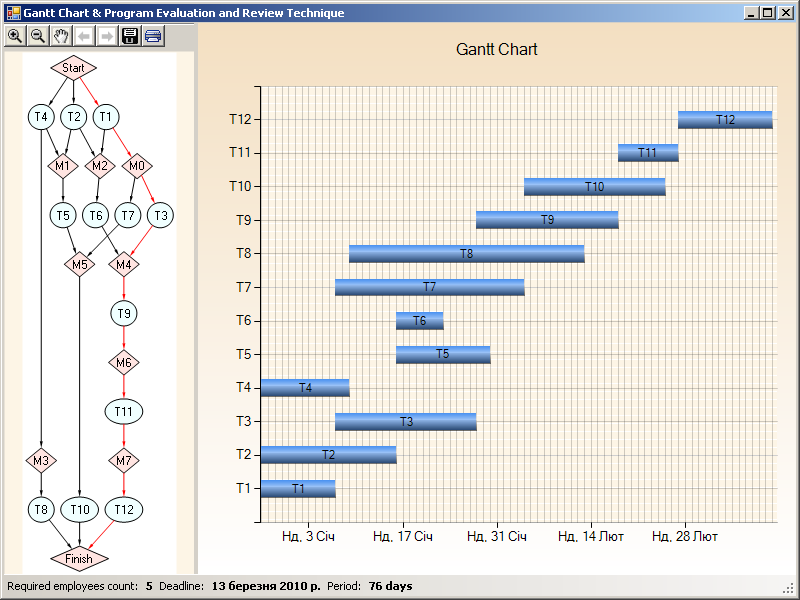 Gantt Chart & Program Evaluation and Review Technique
Start
T4 T2 T1
M1 M2 M0
T5 T6 T7 T3
M5 M4
T9
M6
T11
M3 M7
T8 T10 T12
Finish
Gantt Chart
T12 T12
T11 T11
T10 T10
T9 T9
T8 T8
T7 T7
T6 T6
T5 T5
T4 T4
T3 T3
T2 T2
T1 T1
Нд, 3 Січ Нд, 17 Січ Нд, 31 Січ Нд, 14 Лют Нд, 28 Лют
Required employees count: 5 Deadline: 13 березня 2010 р. Period: 76 days